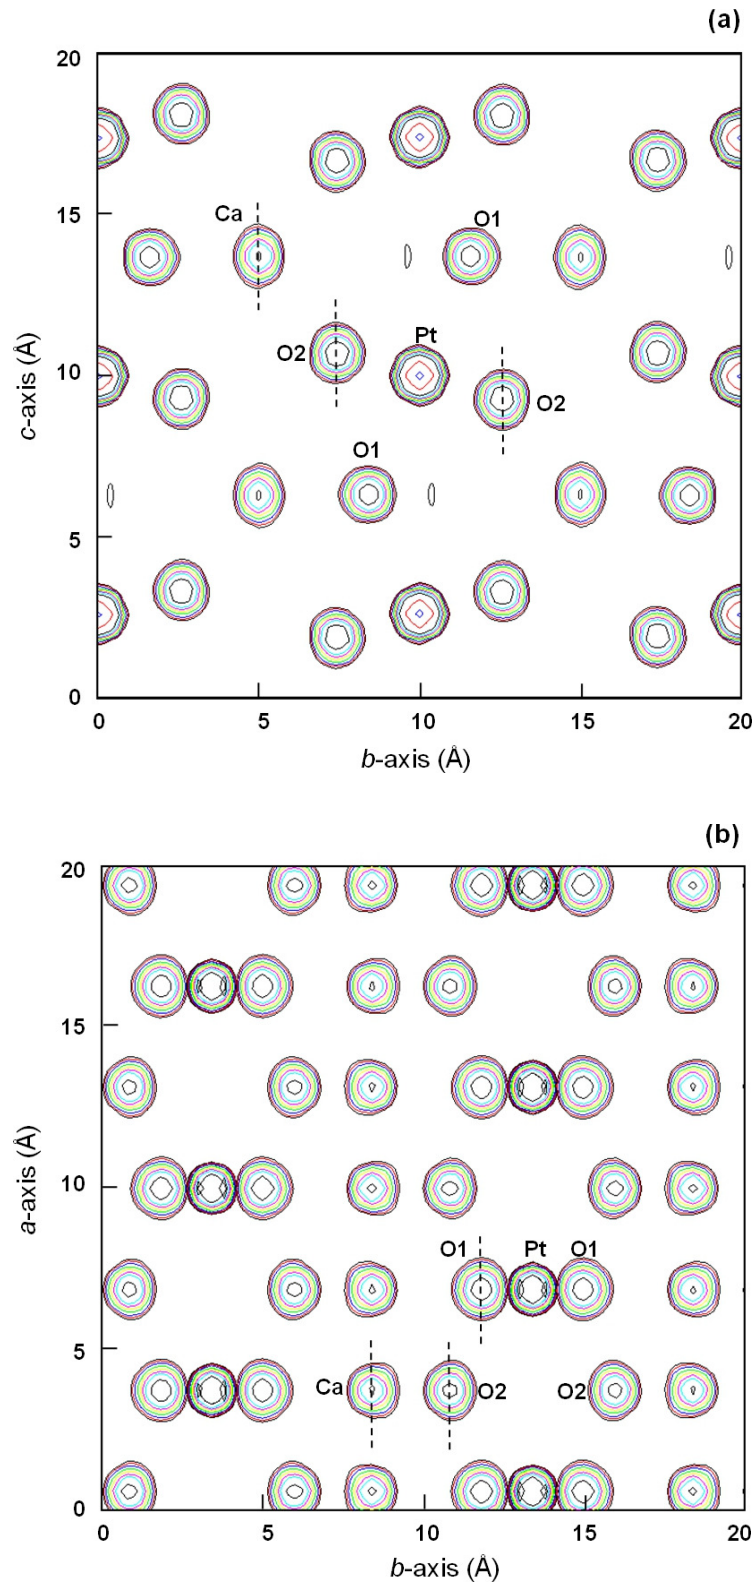 (a)
20
15
10
5
0
c-axis (Å)
Ca
O1
O2
Pt
O2
O1
0 5 10 15 20
b-axis (Å)
(b)
20
15
10
5
0
a-axis (Å)
O1 Pt O1
Ca O2 O2
0 5 10 15 20
b-axis (Å)